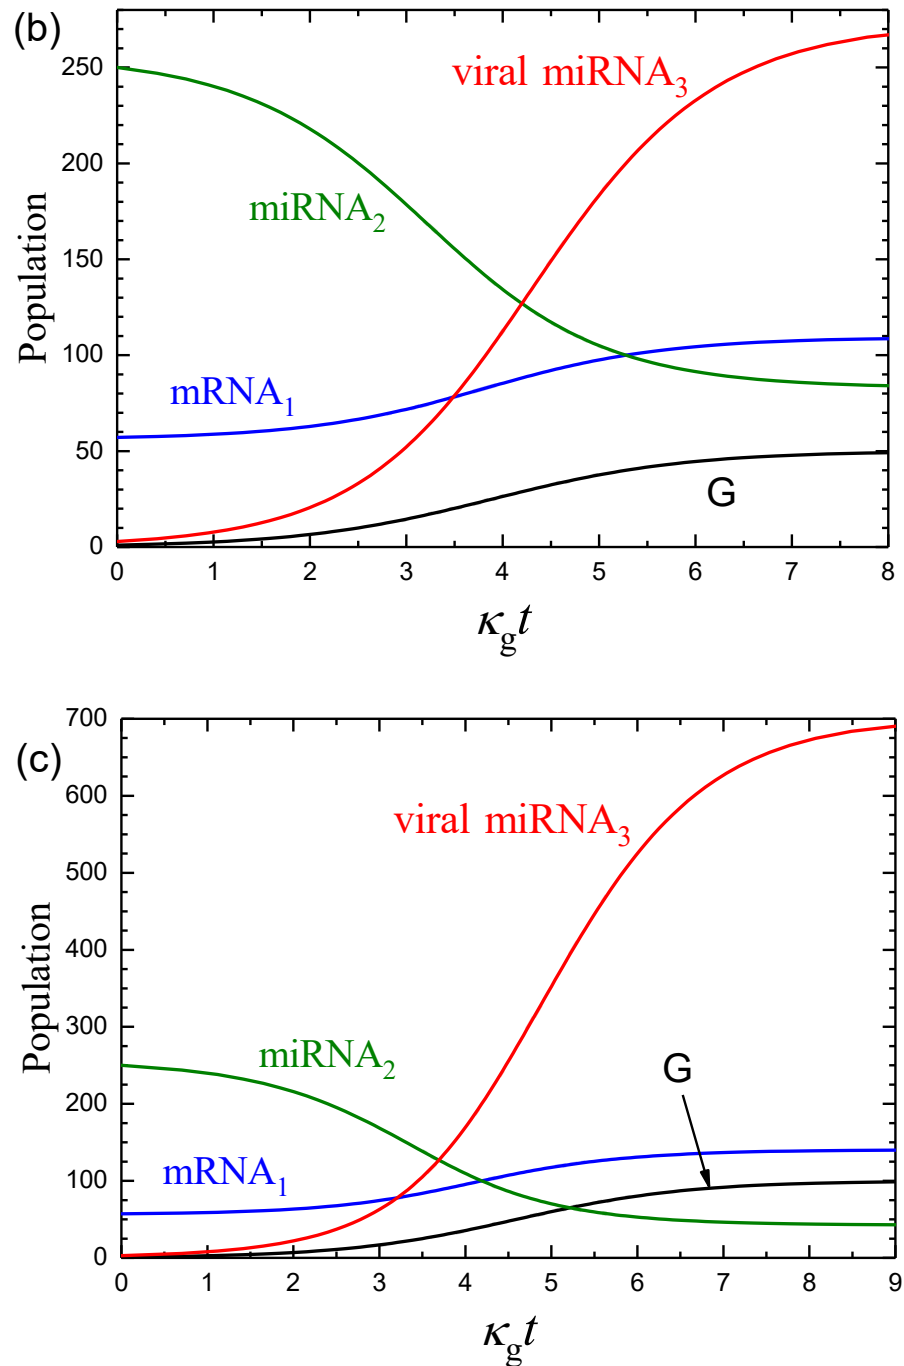 (b)
Population
250
200
150
100
50
0
viral miRNA₃
miRNA₂
mRNA₁
G
0 1 2 3 4 5 6 7 8
κ_g t
(c)
Population
700
600
500
400
300
200
100
0
viral miRNA₃
miRNA₂
G
mRNA₁
0 1 2 3 4 5 6 7 8 9
κ_g t